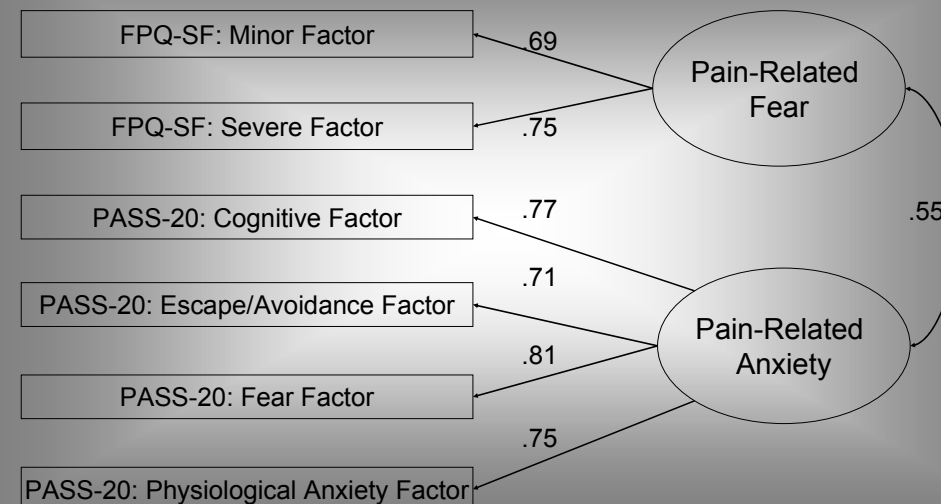 FPQ-SF: Minor Factor
.69
Pain-Related
Fear
FPQ-SF: Severe Factor
.75
PASS-20: Cognitive Factor
.77
.55
.71
PASS-20: Escape/Avoidance Factor
Pain-Related
Anxiety
.81
PASS-20: Fear Factor
.75
PASS-20: Physiological Anxiety Factor